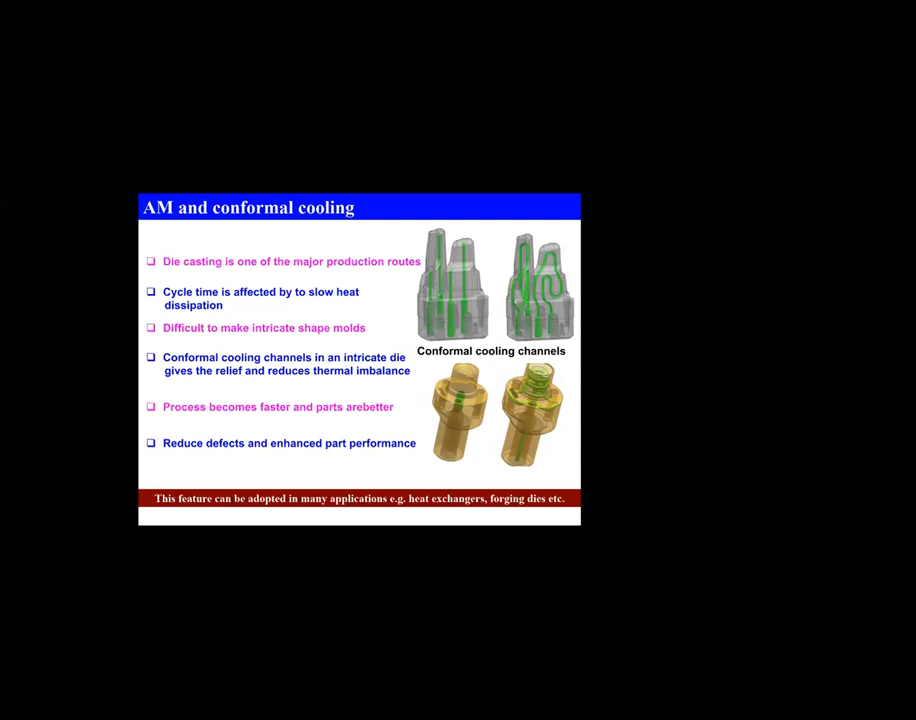 AM and conformal cooling
Die casting is one of the major production routes
Cycle time is affected by to slow heat
dissipation
Difficult to make intricate shape molds
Conformal cooling channels in an intricate die
gives the relief and reduces thermal imbalance
Process becomes faster and parts arebetter
Reduce defects and enhanced part performance
Conformal cooling channels
This feature can be adopted in many applications e.g. heat exchangers, forging dies etc.